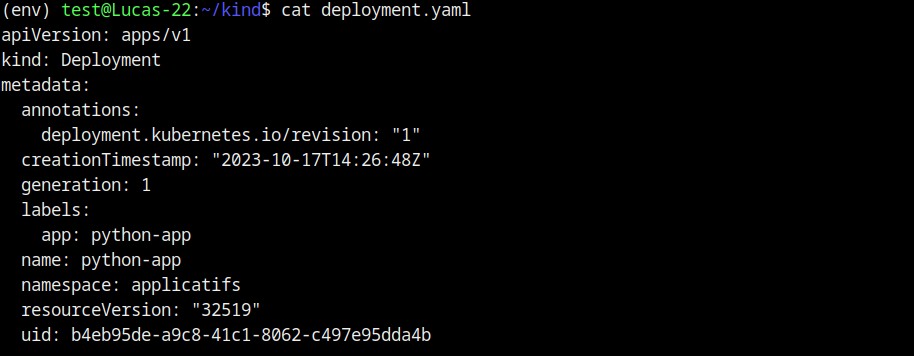 (env) test@Lucas-22:~/kind$ cat deployment.yaml
apiVersion: apps/v1
kind: Deployment
metadata:
  annotations:
    deployment.kubernetes.io/revision: "1"
  creationTimestamp: "2023-10-17T14:26:48Z"
  generation: 1
  labels:
    app: python-app
  name: python-app
  namespace: applicatifs
  resourceVersion: "32519"
  uid: b4eb95de-a9c8-41c1-8062-c497e95dda4b